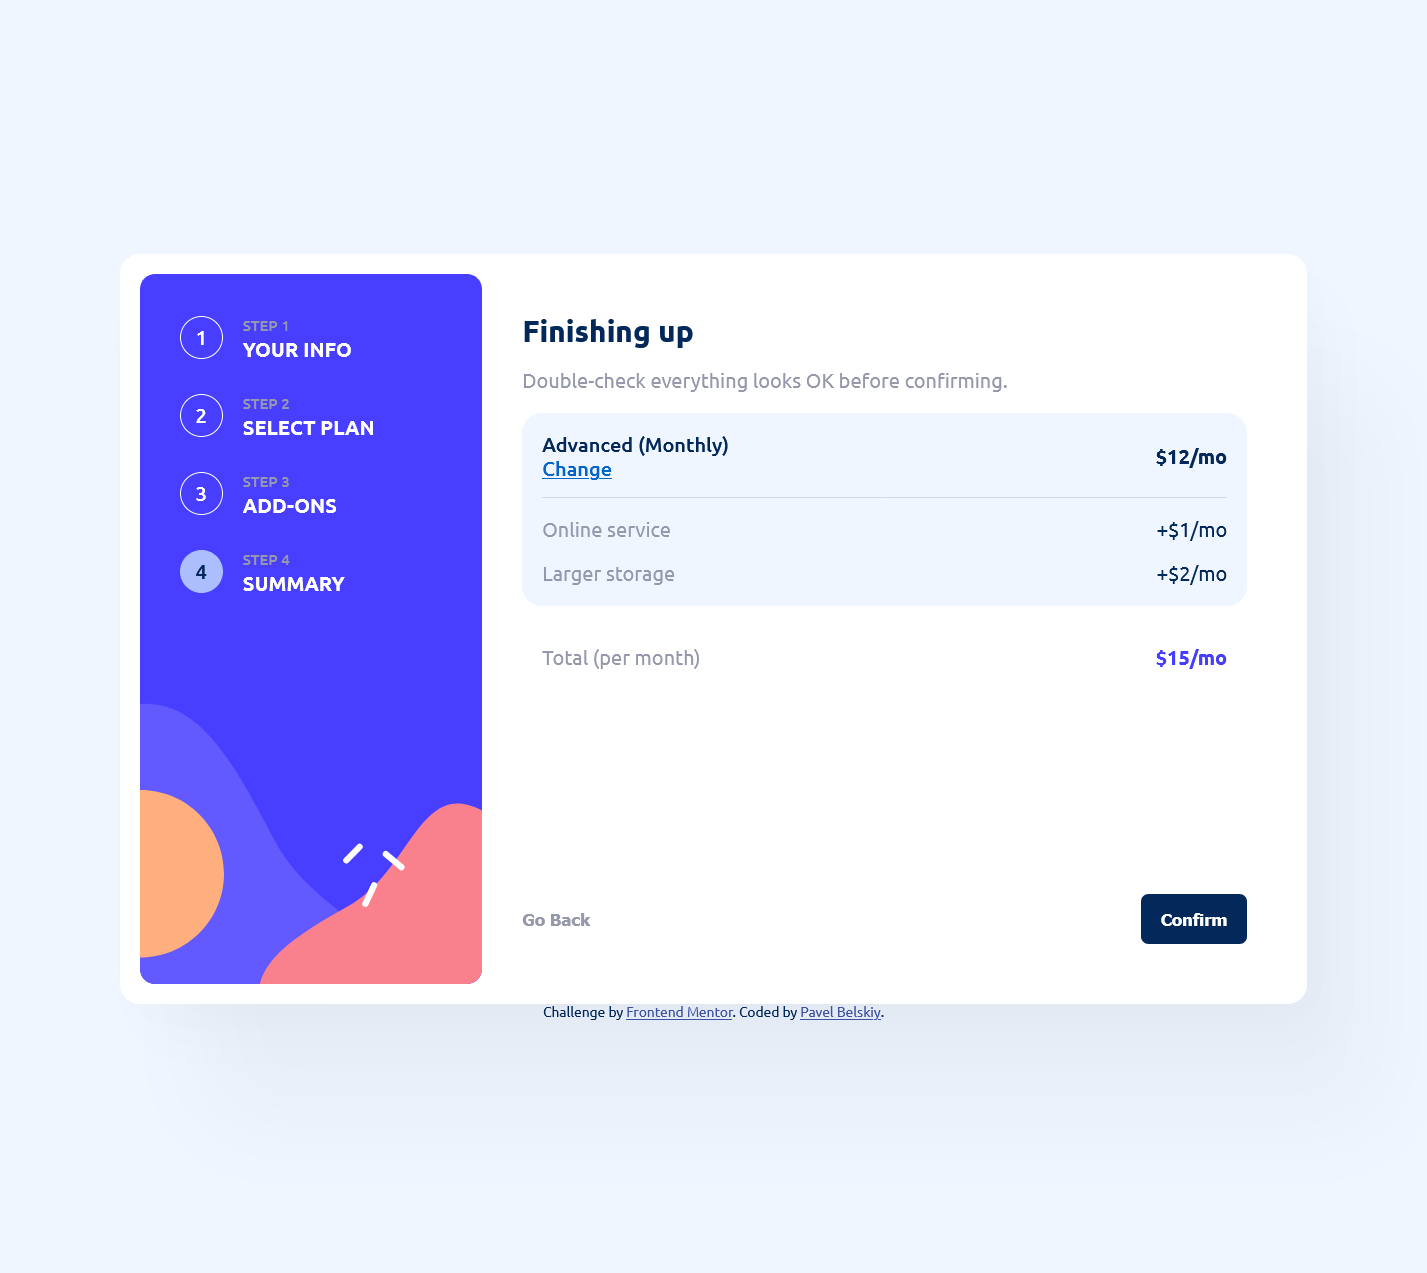 1
STEP 1
YOUR INFO
2
STEP 2
SELECT PLAN
3
STEP 3
ADD-ONS
4
STEP 4
SUMMARY
Finishing up
Double-check everything looks OK before confirming.
Advanced (Monthly)
Change
$12/mo
Online service +$1/mo
Larger storage +$2/mo
Total (per month) $15/mo
Go Back Confirm
Challenge by Frontend Mentor. Coded by Pavel Belskiy.